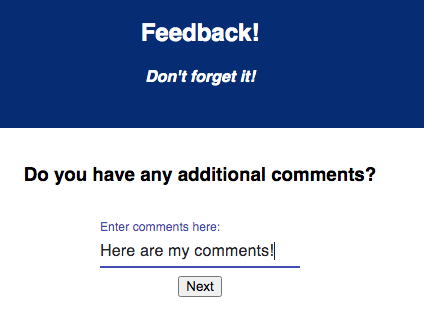 Feedback!
Don't forget it!
Do you have any additional comments?
Enter comments here:
Here are my comments!
Next